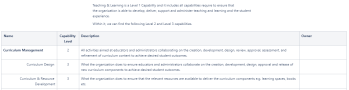 Teaching & Learning is a Level 1 Capability and it includes all capabilities require to ensure that
the organisation is able to develop, deliver, support and administer teaching and learning and the student
experience.
Within it, we can find the following Level 2 and Level 3 capabilities.
Name Capability Level Description Owner
Curriculum Management 2 All activities aimed at educators and administrators collaborating on the creation, development, design, review, approval, assessment, and
refinement of curriculum content to achieve desired student outcomes.
Curriculum Design 3 What the organisation does to ensure educators and administrators collaborate on the creation, development, design, approval and release of
new curriculum components to achieve desired student outcomes.
Curriculum & Resource Development 3 What the organisation does to ensure that the relevant resources are available to deliver the curriculum components eg. learning spaces, assets
etc.